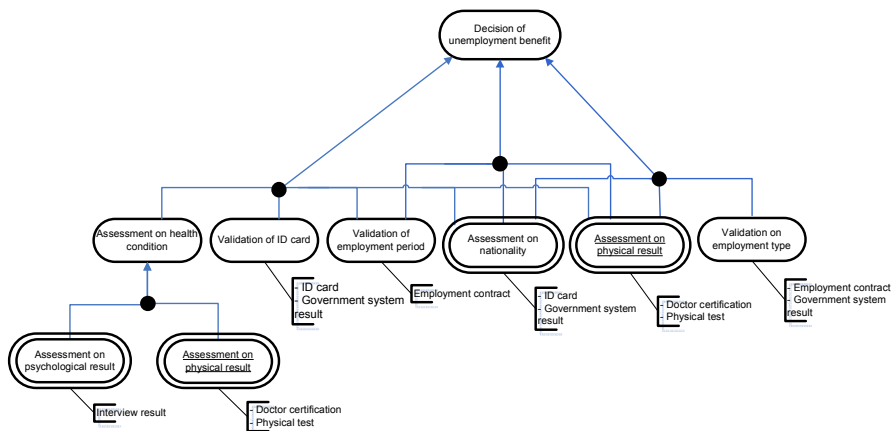 Decision of
unemployment benefit
Assessment on health
condition
Validation of ID card
Validation of
employment period
Assessment on
nationality
Assessment on
physical result
Validation on
employment type
- ID card
- Government system
result
Employment contract
- ID card
- Government system
result
- Doctor certification
- Physical test
- Employment contract
- Government system
result
Assessment on
psychological result
Assessment on
physical result
Interview result
- Doctor certification
- Physical test